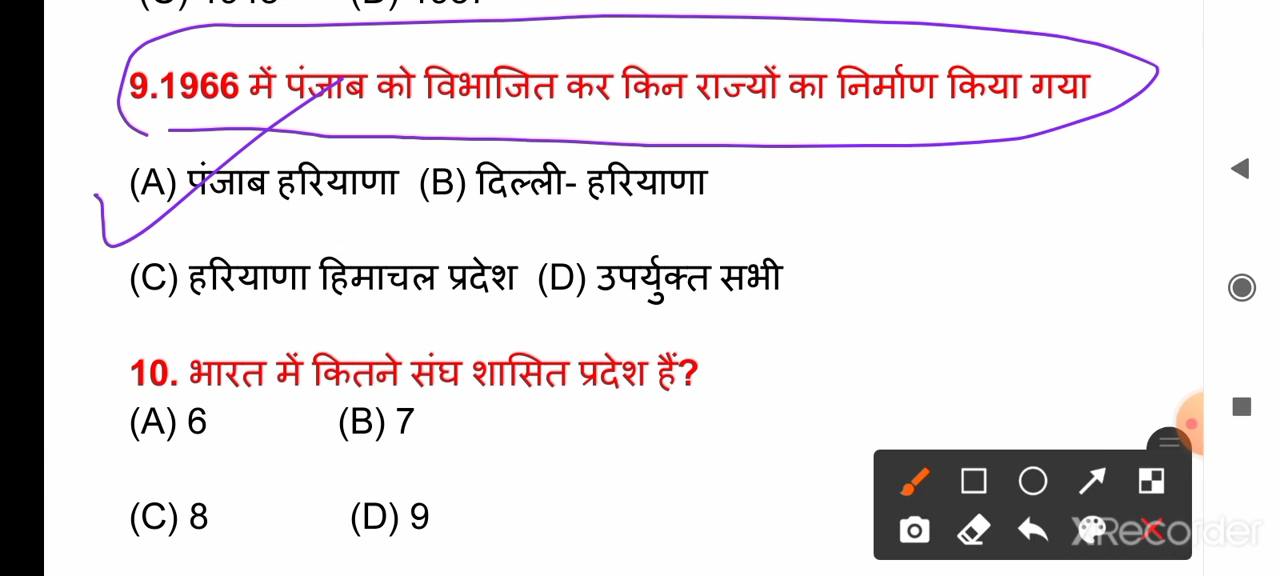 9.1966 में पंजाब को विभाजित कर किन राज्यों का निर्माण किया गया
(A) पंजाब हरियाणा (B) दिल्ली- हरियाणा
(C) हरियाणा हिमाचल प्रदेश (D) उपर्युक्त सभी
10. भारत में कितने संघ शासित प्रदेश हैं?
(A) 6 (B) 7
(C) 8 (D) 9
XRecorder